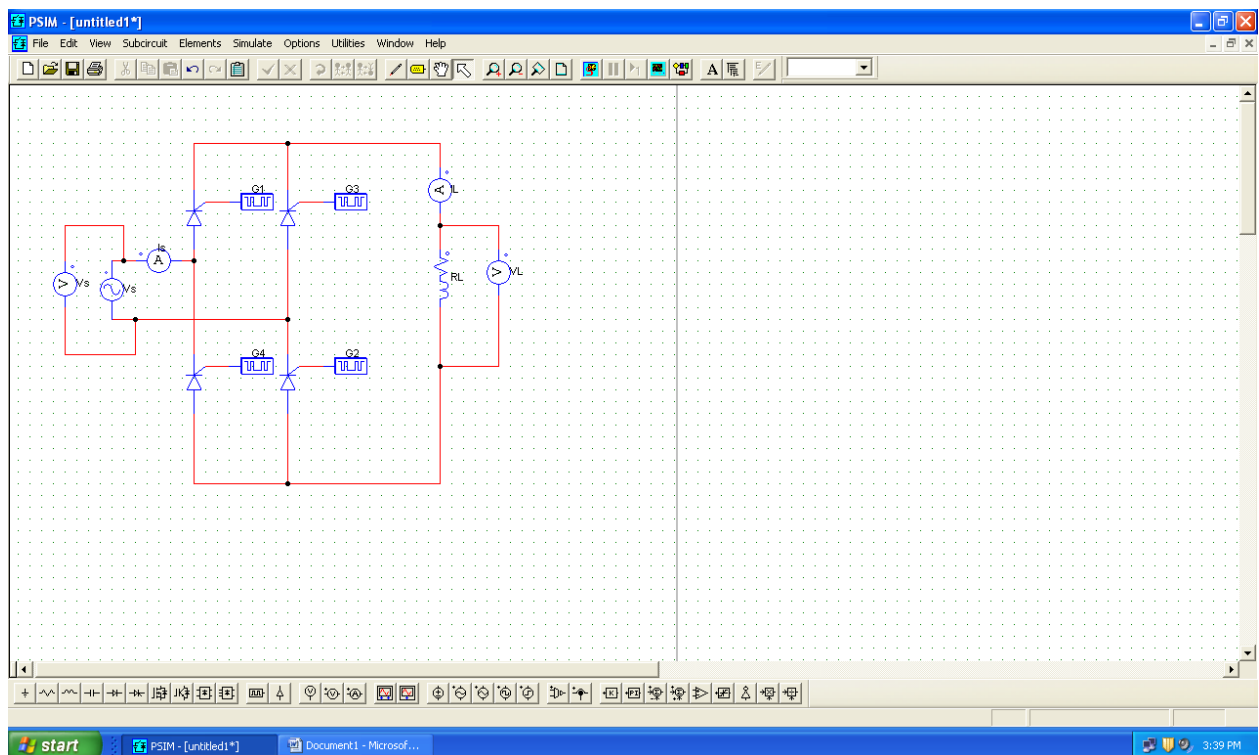 PSIM - [untitled1*]
File Edit View Subcircuit Elements Simulate Options Utilities Window Help
G1 G3
IL
Is
Vs Vs
RL VL
G4 G2
start PSIM - [untitled1*] Document1 - Microsof... 3:39 PM